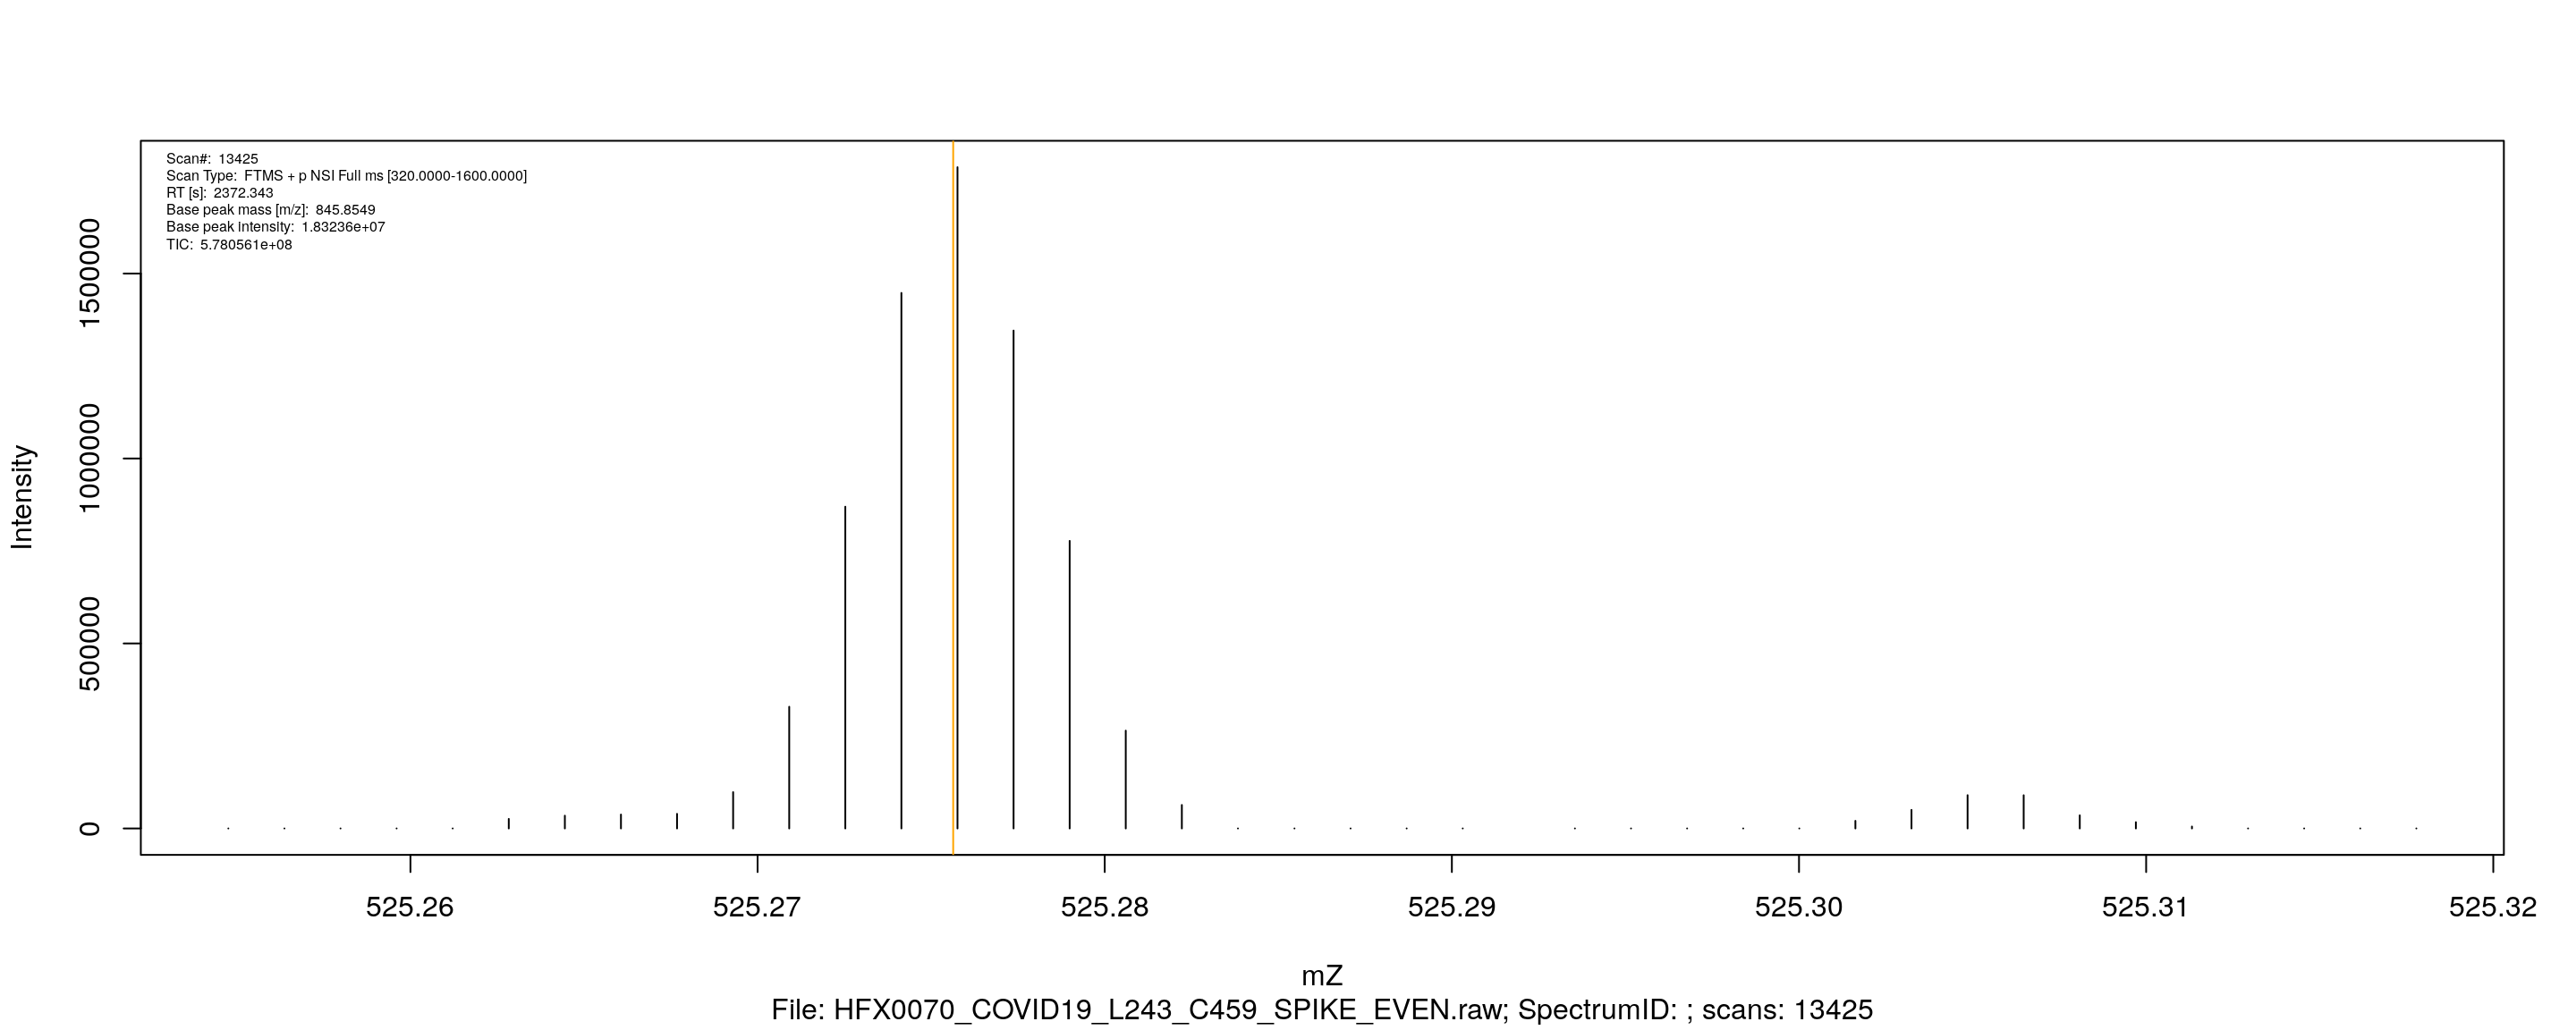 Scan#: 13425
Scan Type: FTMS + p NSI Full ms [320.0000-1600.0000]
RT [s]: 2372.343
Base peak mass [m/z]: 845.8549
Base peak intensity: 1.83236e+07
TIC: 5.780561e+08
1500000
1000000
500000
0
Intensity
525.26 525.27 525.28 525.29 525.30 525.31 525.32
mZ
File: HFX0070_COVID19_L243_C459_SPIKE_EVEN.raw; SpectrumID: ; scans: 13425